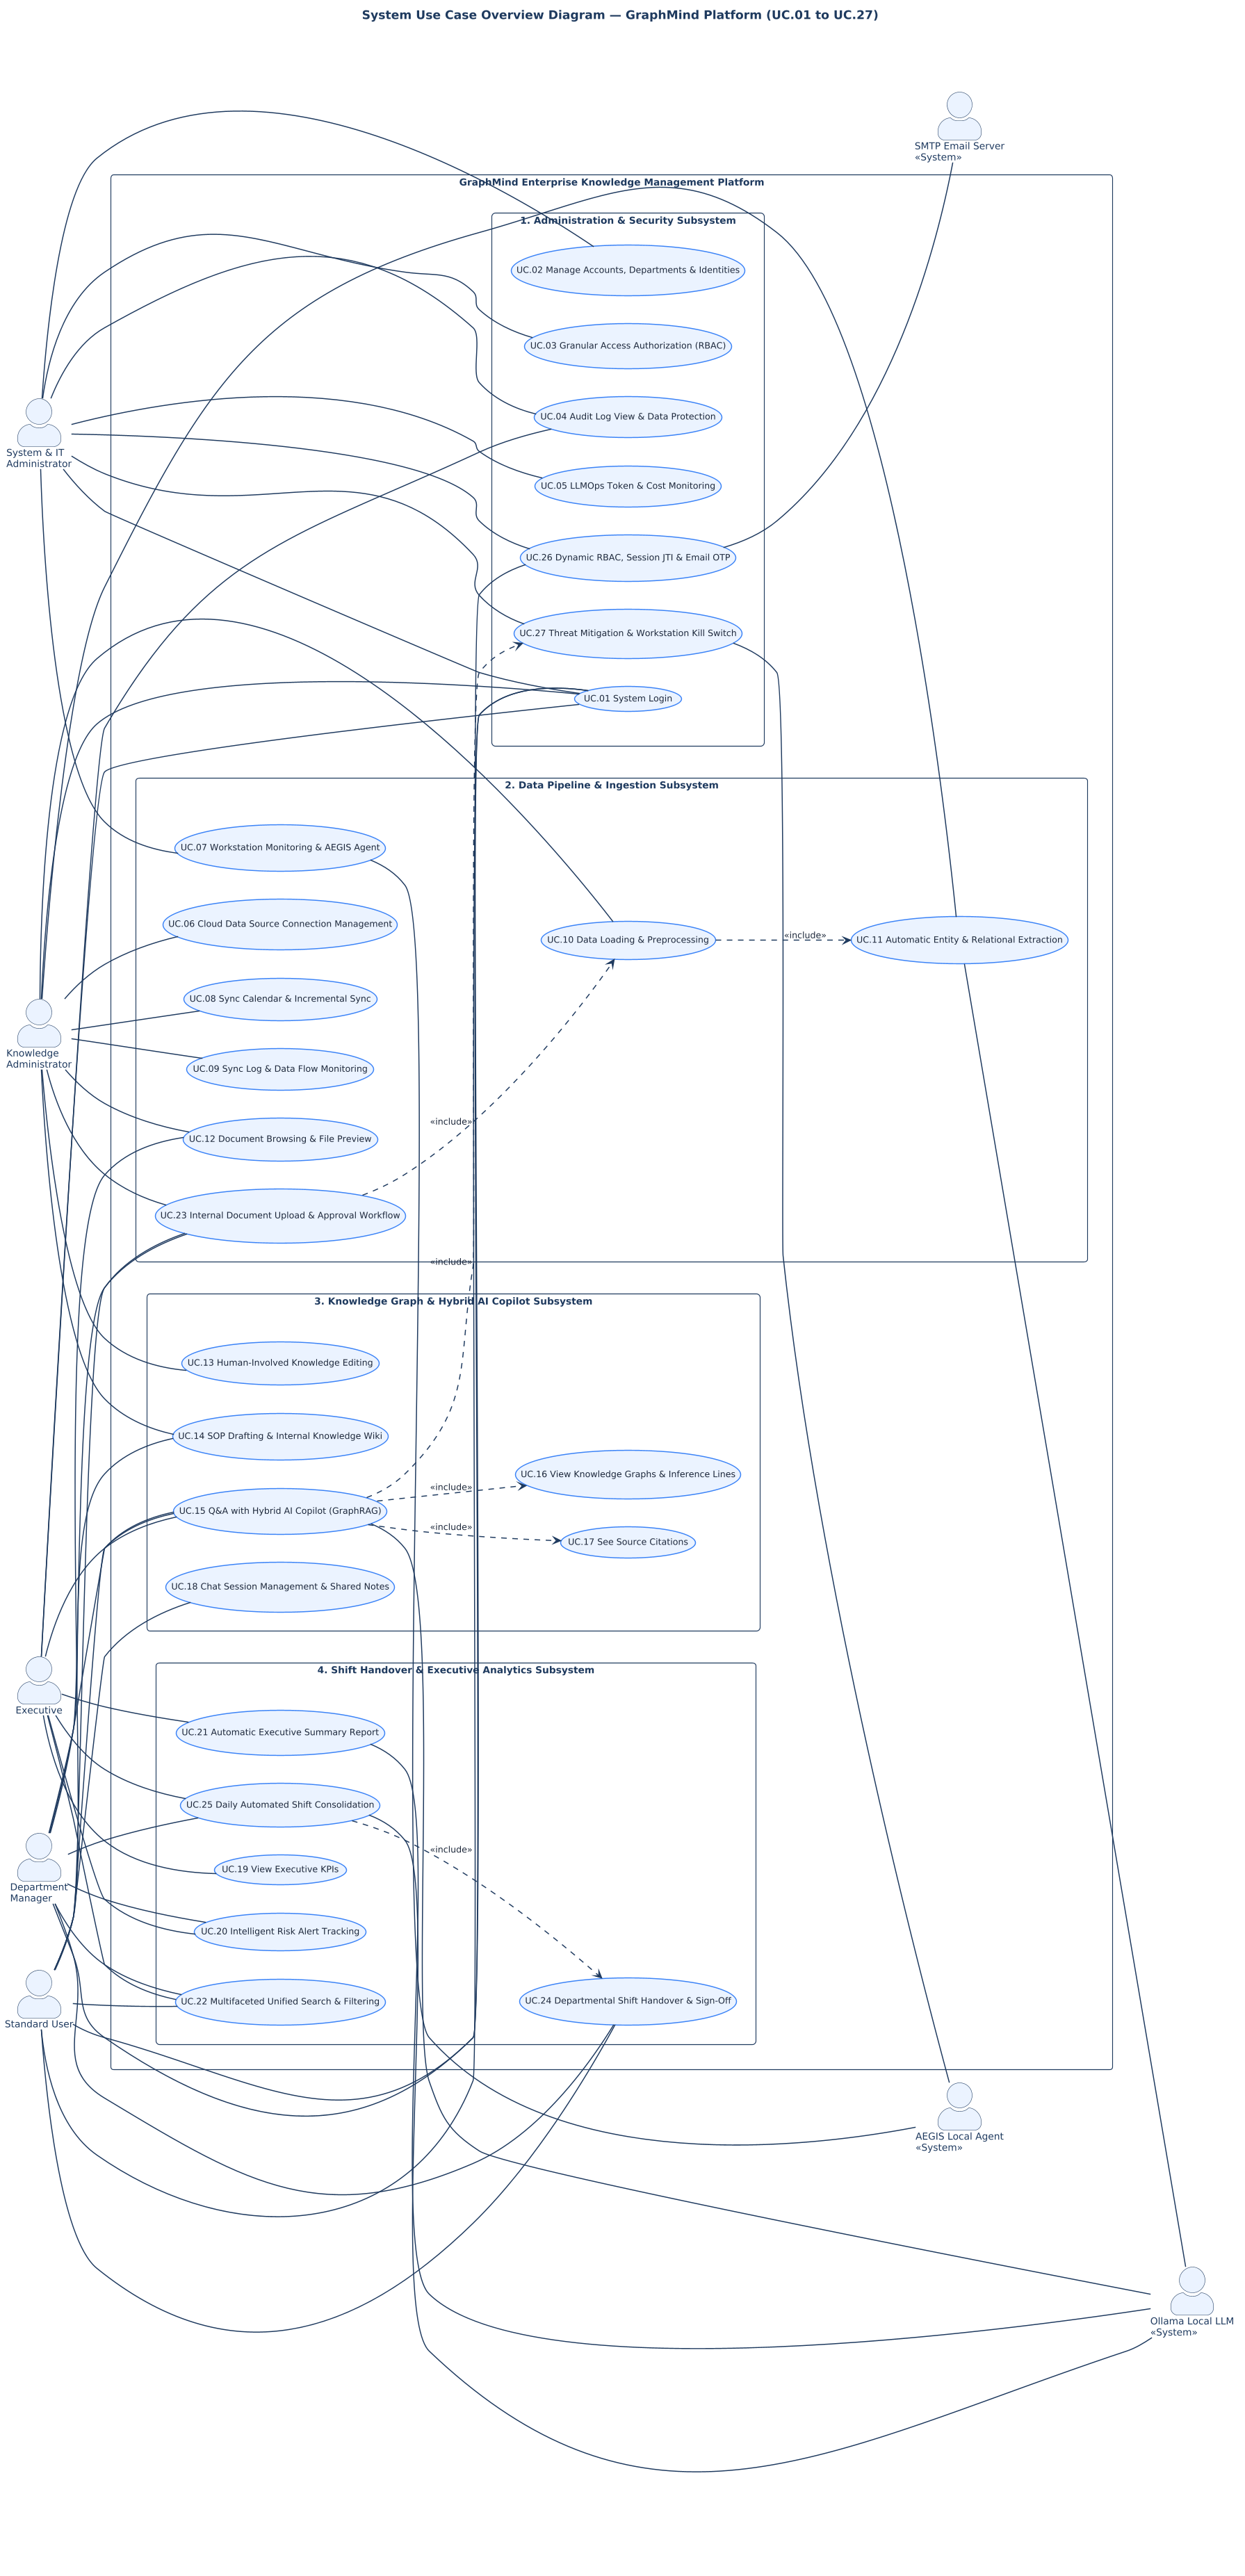 System Use Case Overview Diagram — GraphMind Platform (UC.01 to UC.27)
SMTP Email Server
«System»
GraphMind Enterprise Knowledge Management Platform
1. Administration & Security Subsystem
UC.02 Manage Accounts, Departments & Identities
UC.03 Granular Access Authorization (RBAC)
UC.04 Audit Log View & Data Protection
System & IT
Administrator
UC.05 LLMOps Token & Cost Monitoring
UC.26 Dynamic RBAC, Session JTI & Email OTP
UC.27 Threat Mitigation & Workstation Kill Switch
UC.01 System Login
2. Data Pipeline & Ingestion Subsystem
UC.07 Workstation Monitoring & AEGIS Agent
UC.06 Cloud Data Source Connection Management
UC.10 Data Loading & Preprocessing
«include»
UC.11 Automatic Entity & Relational Extraction
UC.08 Sync Calendar & Incremental Sync
Knowledge
Administrator
UC.09 Sync Log & Data Flow Monitoring
«include»
UC.12 Document Browsing & File Preview
UC.23 Internal Document Upload & Approval Workflow
«include»
3. Knowledge Graph & Hybrid AI Copilot Subsystem
UC.13 Human-Involved Knowledge Editing
UC.14 SOP Drafting & Internal Knowledge Wiki
UC.16 View Knowledge Graphs & Inference Lines
«include»
UC.15 Q&A with Hybrid AI Copilot (GraphRAG)
«include»
UC.17 See Source Citations
UC.18 Chat Session Management & Shared Notes
4. Shift Handover & Executive Analytics Subsystem
Executive
UC.21 Automatic Executive Summary Report
UC.25 Daily Automated Shift Consolidation
«include»
UC.19 View Executive KPIs
Department
Manager
UC.20 Intelligent Risk Alert Tracking
UC.22 Multifaceted Unified Search & Filtering
UC.24 Departmental Shift Handover & Sign-Off
Standard User
AEGIS Local Agent
«System»
Ollama Local LLM
«System»